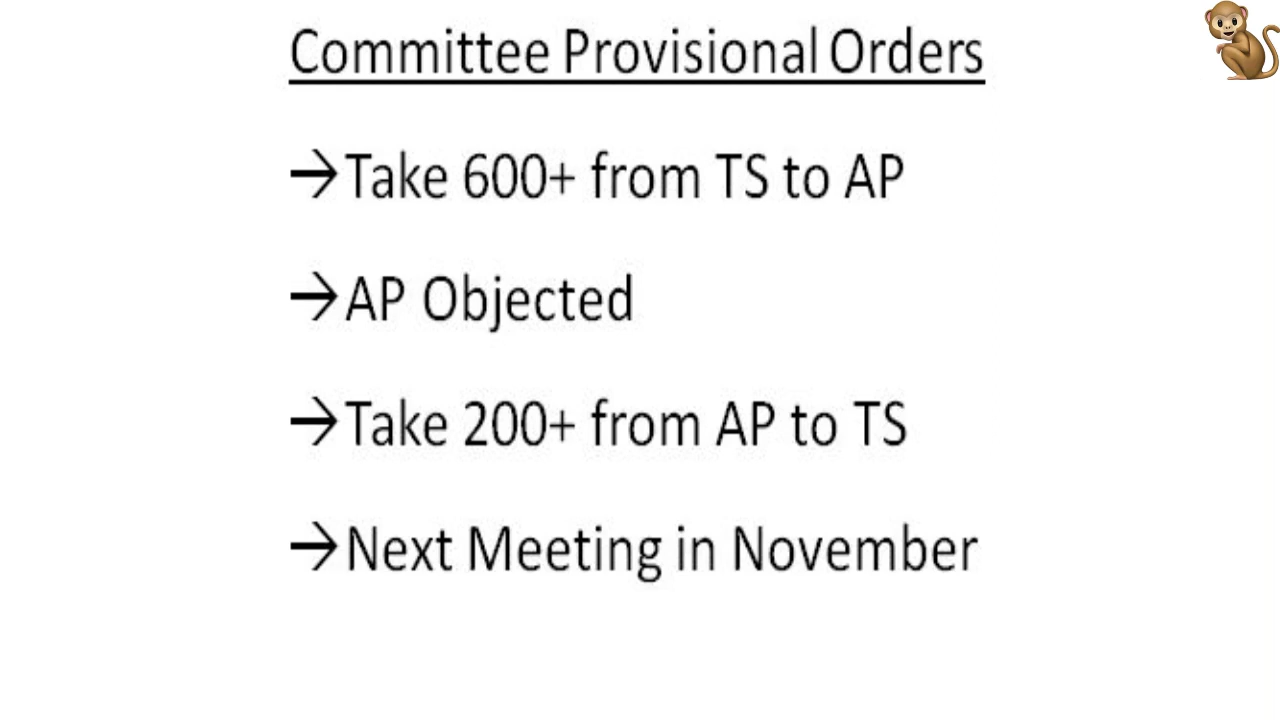 Committee Provisional Orders
→Take 600+ from TS to AP
→AP Objected
→Take 200+ from AP to TS
→Next Meeting in November